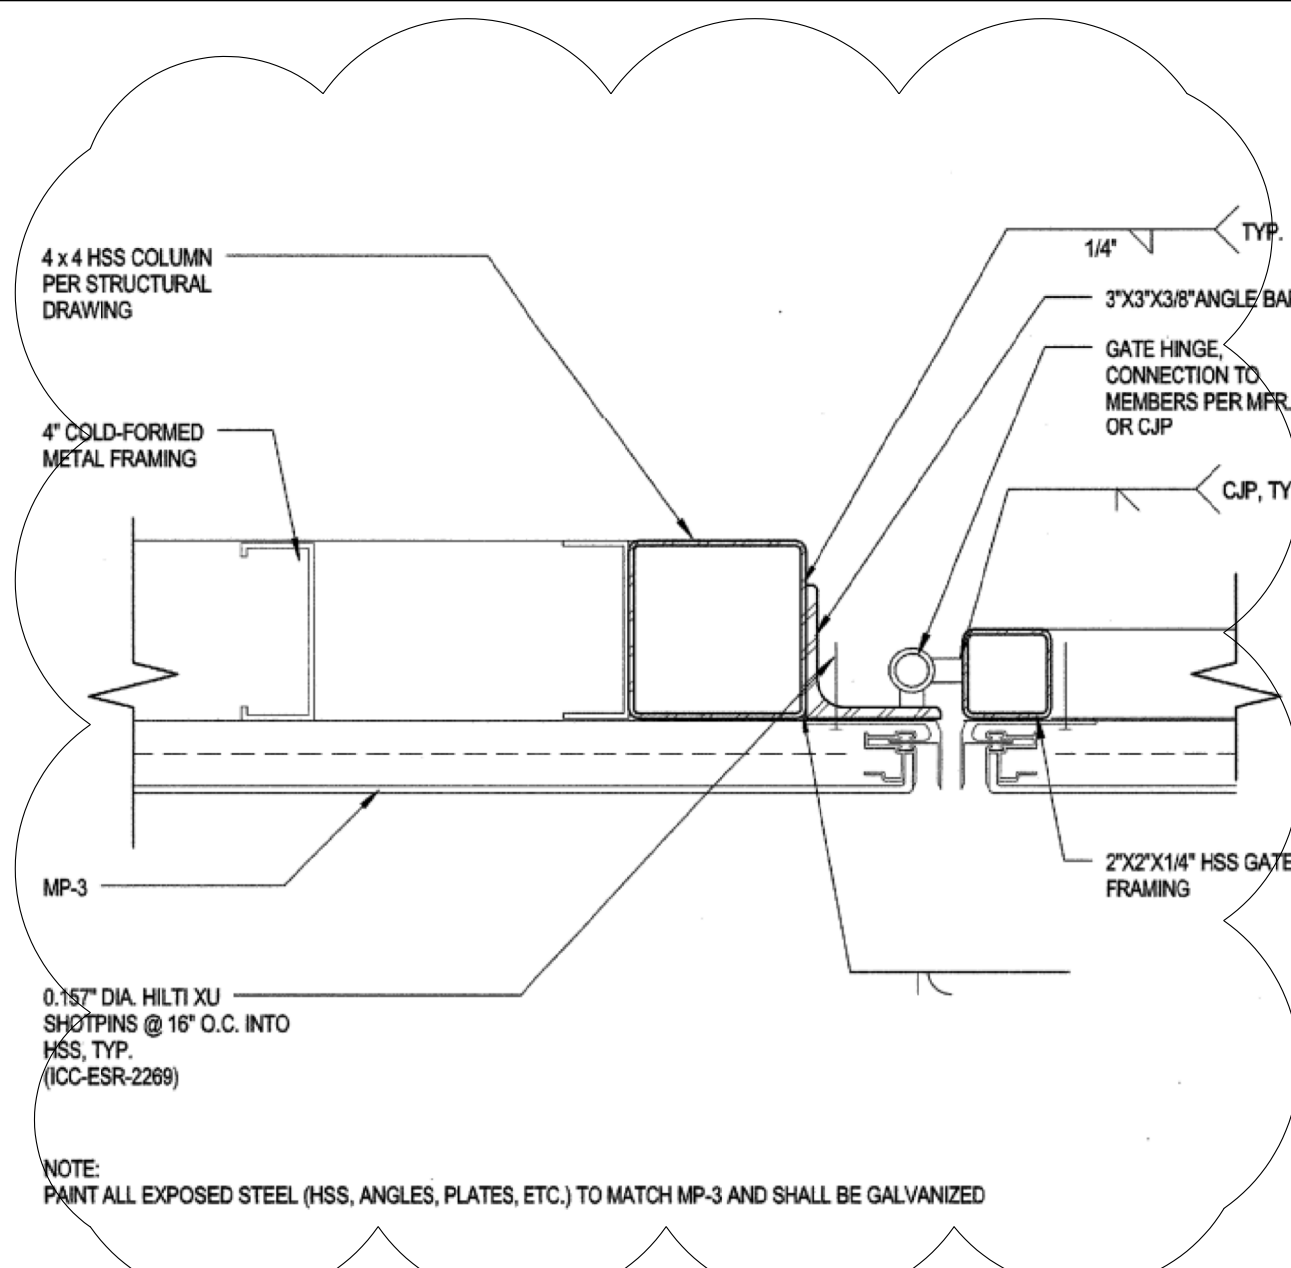 4 x 4 HSS COLUMN
PER STRUCTURAL
DRAWING
4" COLD-FORMED
METAL FRAMING
MP-3
0.157" DIA. HILTI XU
SHOTPINS @ 16" O.C. INTO
HSS, TYP.
(ICC-ESR-2269)
1/4"
TYP.
3"X3"X3/8"ANGLE
GATE HINGE,
CONNECTION TO
MEMBERS PER MFR.
OR CJP
CJP,
2"X2"X1/4" HSS GATE
FRAMING
NOTE:
PAINT ALL EXPOSED STEEL (HSS, ANGLES, PLATES, ETC.) TO MATCH MP-3 AND SHALL BE GALVANIZED